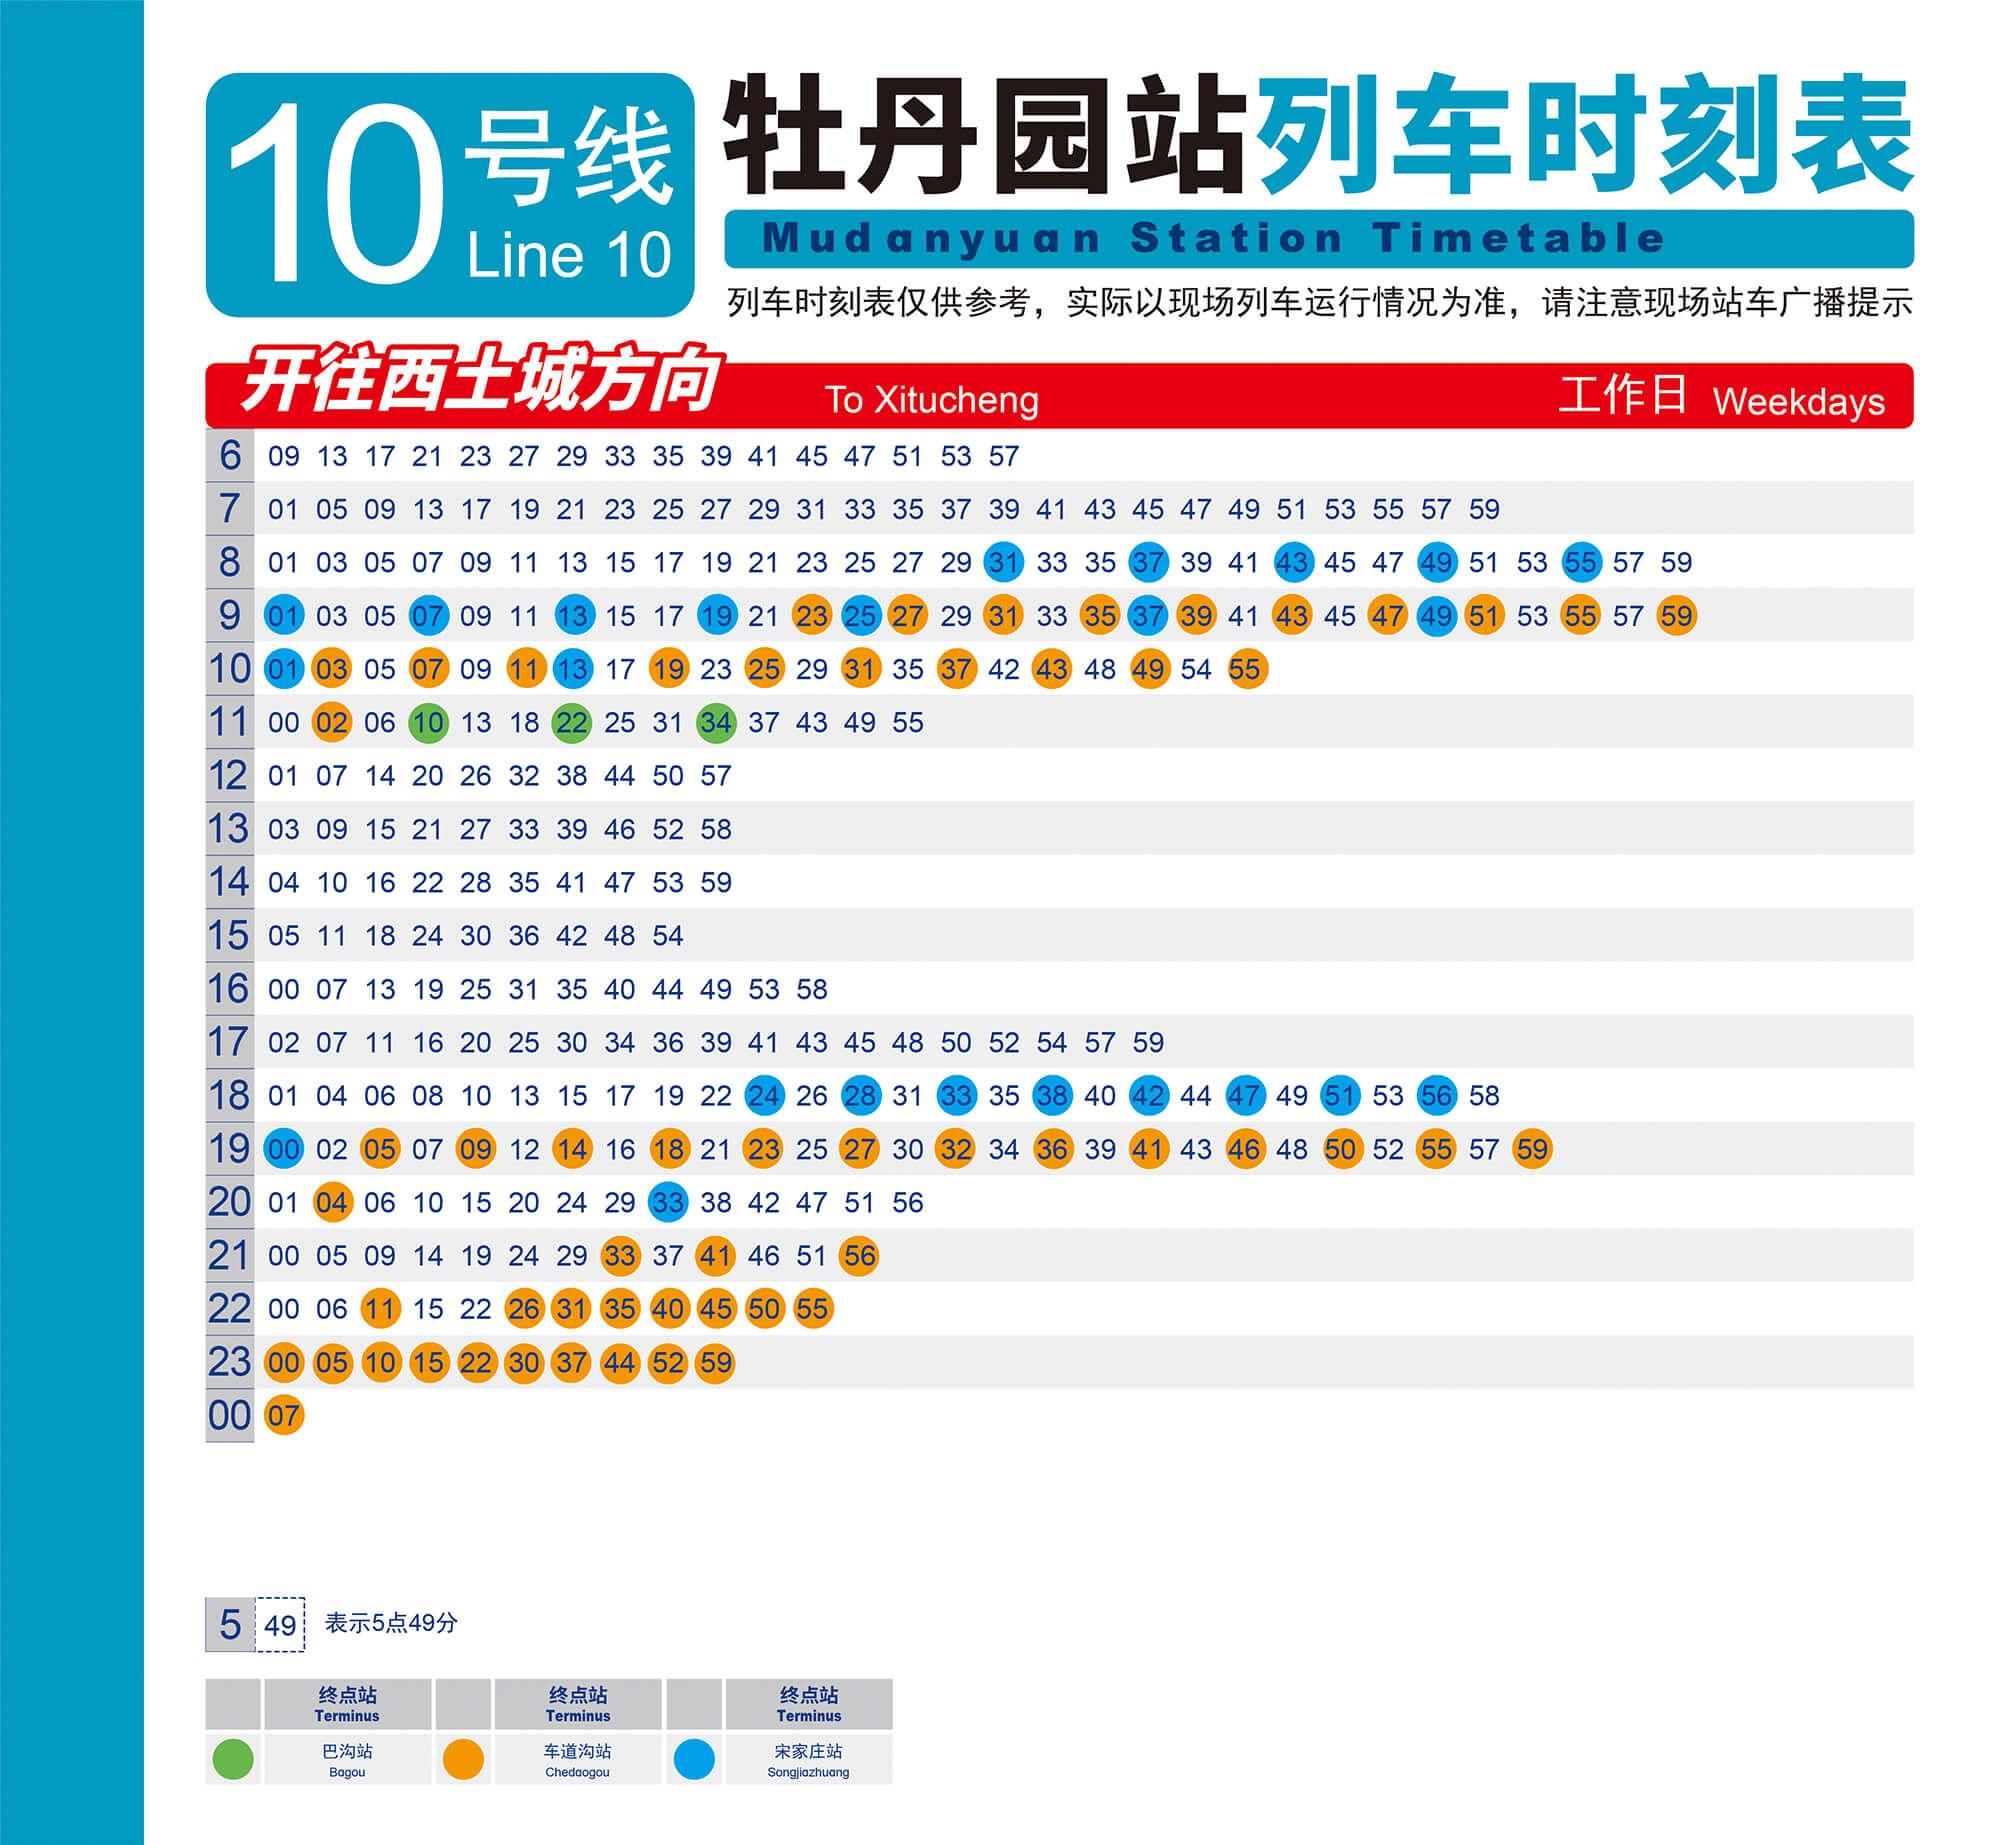 10号线
Line 10
牡丹园站列车时刻表
Mudanyuan Station Timetable
列车时刻表仅供参考，实际以现场列车运行情况为准，请注意现场站车广播提示
开往西土城方向 To Xitucheng 工作日 Weekdays
6 09 13 17 21 23 27 29 33 35 39 41 45 47 51 53 57
7 01 05 09 13 17 19 21 23 25 27 29 31 33 35 37 39 41 43 45 47 49 51 53 55 57 59
8 01 03 05 07 09 11 13 15 17 19 21 23 25 27 29 31 33 35 37 39 41 43 45 47 49 51 53 55 57 59
9 01 03 05 07 09 11 13 15 17 19 21 23 25 27 29 31 33 35 37 39 41 43 45 47 49 51 53 55 57 59
10 01 03 05 07 09 11 13 17 19 23 25 29 31 35 37 42 43 48 49 54 55
11 00 02 06 10 13 18 22 25 31 34 37 43 49 55
12 01 07 14 20 26 32 38 44 50 57
13 03 09 15 21 27 33 39 46 52 58
14 04 10 16 22 28 35 41 47 53 59
15 05 11 18 24 30 36 42 48 54
16 00 07 13 19 25 31 35 40 44 49 53 58
17 02 07 11 16 20 25 30 34 36 39 41 43 45 48 50 52 54 57 59
18 01 04 06 08 10 13 15 17 19 22 24 26 28 31 33 35 38 40 42 44 47 49 51 53 56 58
19 00 02 05 07 09 12 14 16 18 21 23 25 27 30 32 34 36 39 41 43 46 48 50 52 55 57 59
20 01 04 06 10 15 20 24 29 33 38 42 47 51 56
21 00 05 09 14 19 24 29 33 37 41 46 51 56
22 00 06 11 15 22 26 31 35 40 45 50 55
23 00 05 10 15 22 30 37 44 52 59
00 07
5 49 表示5点49分
终点站 终点站 终点站
Terminus Terminus Terminus
巴沟站 车道沟站 宋家庄站
Bagou Chedaogou Songjiazhuang